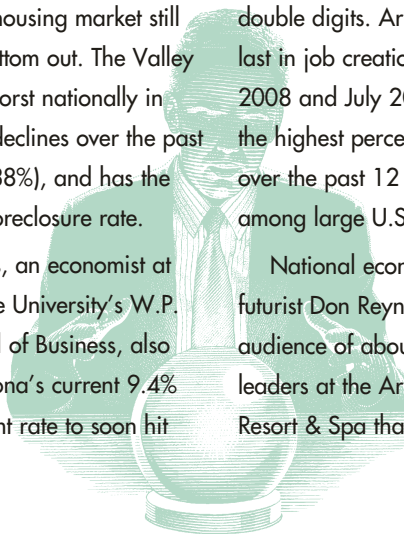 housing market still
ttom out. The Valley
orst nationally in
declines over the past
38%), and has the
oreclosure rate.
, an economist at
e University's W.P.
l of Business, also
ona's current 9.4%
nt rate to soon hit
double digits. Ar
last in job creatio
2008 and July 20
the highest perce
over the past 12
among large U.S
National econ
futurist Don Reyn
audience of abou
leaders at the Ar
Resort & Spa tha